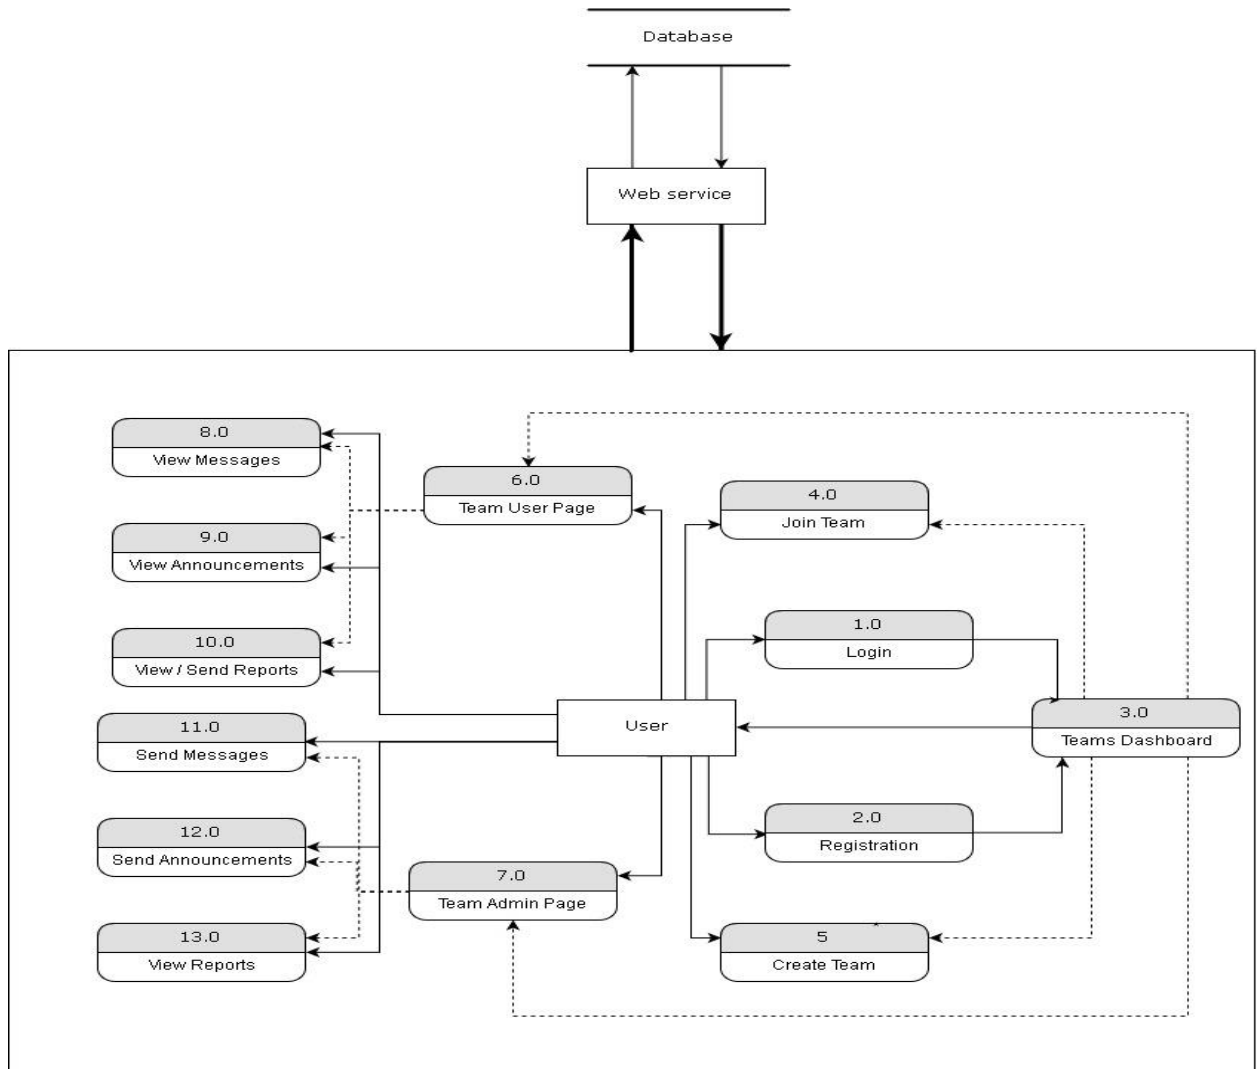 Database
Web service
8.0
View Messages
6.0
Team User Page
4.0
Join Team
9.0
View Announcements
1.0
Login
10.0
View / Send Reports
User
3.0
Teams Dashboard
11.0
Send Messages
2.0
Registration
12.0
Send Announcements
7.0
Team Admin Page
13.0
View Reports
5
Create Team